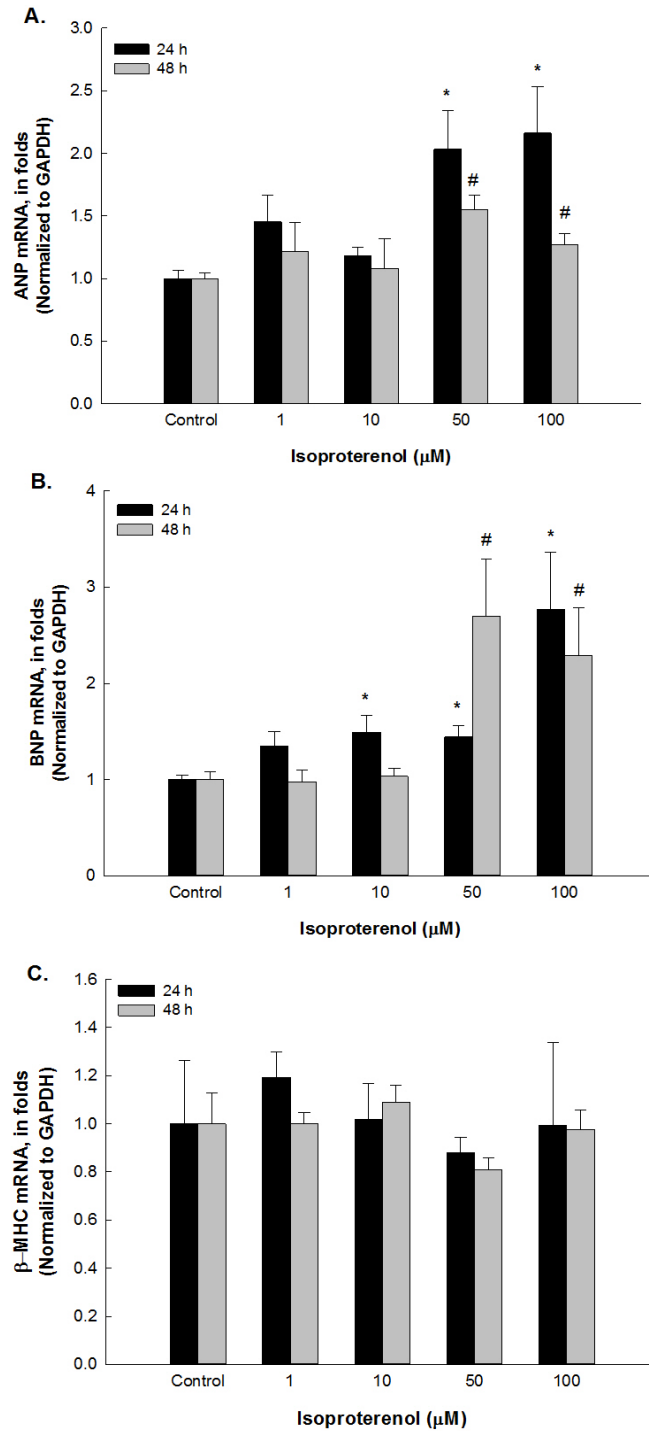 A.
3.0
24 h
48 h
2.5
2.0
1.5
1.0
0.5
0.0
ANP mRNA, in folds
(Normalized to GAPDH)
*
*
#
#
Control 1 10 50 100
Isoproterenol (μM)
B.
4
24 h
48 h
3
2
1
0
BNP mRNA, in folds
(Normalized to GAPDH)
*
*
#
*
#
Control 1 10 50 100
Isoproterenol (μM)
C.
1.6
24 h
48 h
1.4
1.2
1.0
0.8
0.6
0.4
0.2
0.0
β–MHC mRNA, in folds
(Normalized to GAPDH)
Control 1 10 50 100
Isoproterenol (μM)